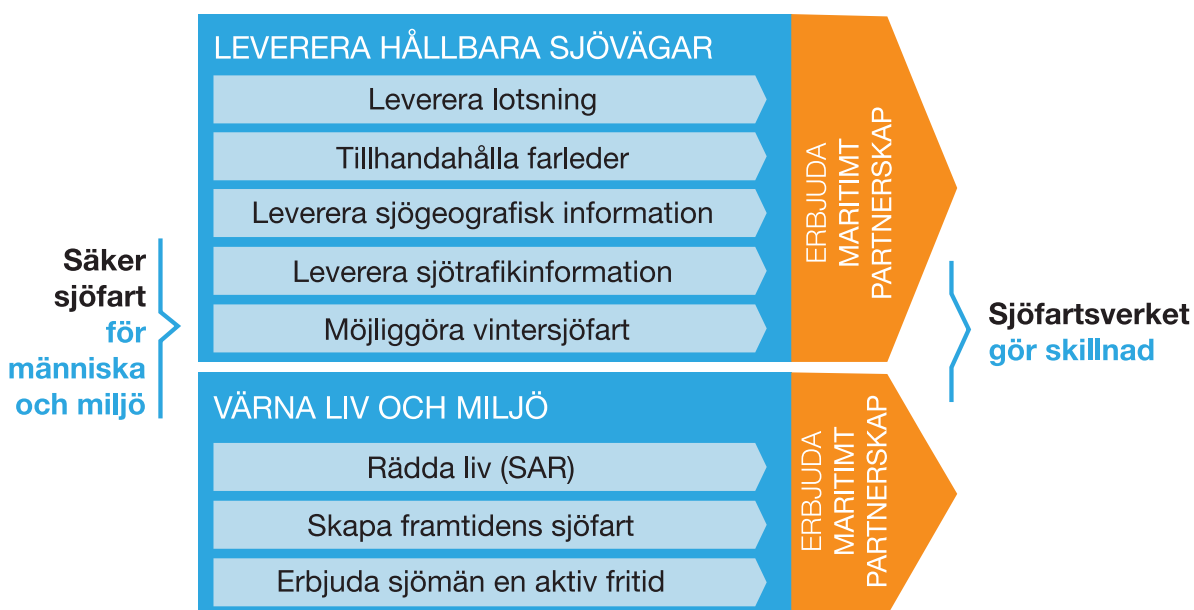 Säker
sjöfart
för
människa
och miljö
LEVERERA HÅLLBARA SJÖVÄGAR
Leverera lotsning
Tillhandahålla farleder
Leverera sjögeografisk information
Leverera sjötrafikinformation
Möjliggöra vintersjöfart
ERBJUDA
MARITIMT
PARTNERSKAP
VÄRNA LIV OCH MILJÖ
Rädda liv (SAR)
Skapa framtidens sjöfart
Erbjuda sjömän en aktiv fritid
ERBJUDA
MARITIMT
PARTNERSKAP
Sjöfartsverket
gör skillnad